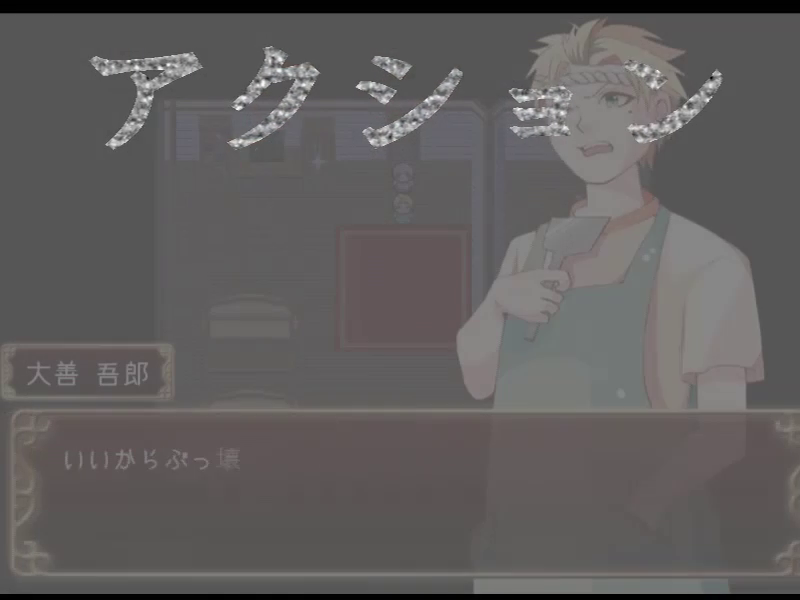 アクション
大善 吾郎
いいからぶっ壊